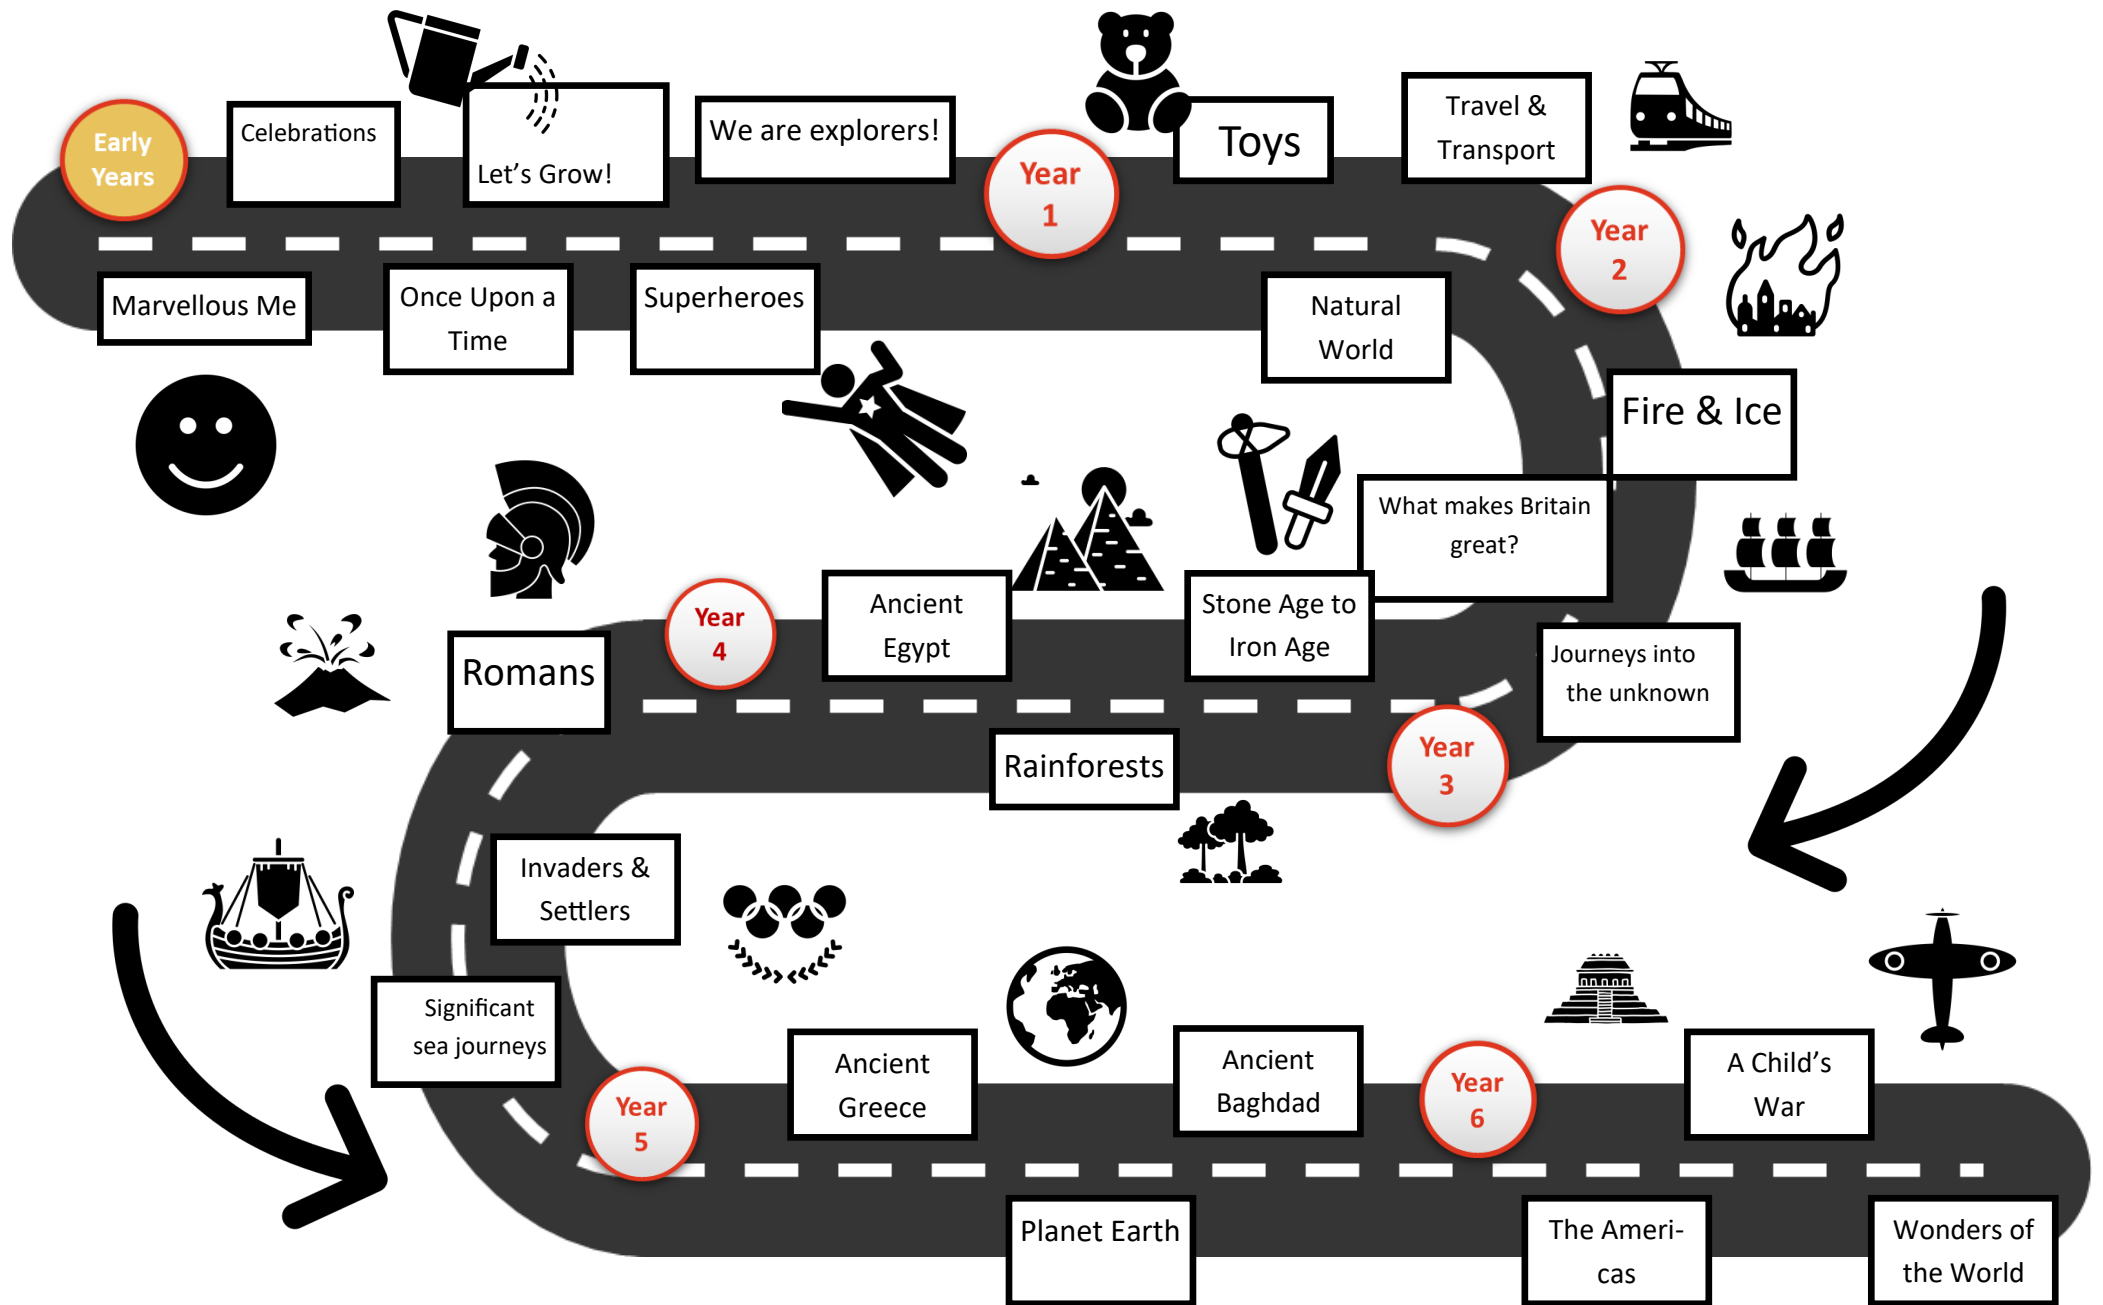 Early
Years
Celebrations
Let's Grow!
We are explorers!
Year
1
Toys
Travel &
Transport
Year
2
Marvellous Me
Once Upon a
Time
Superheroes
Natural
World
Fire & Ice
What makes Britain
great?
Journeys into
the unknown
Year
3
Stone Age to
Iron Age
Rainforests
Ancient
Egypt
Year
4
Romans
Invaders &
Settlers
Significant
sea journeys
Year
5
Ancient
Greece
Planet Earth
Ancient
Baghdad
Year
6
The Ameri-
cas
A Child's
War
Wonders of
the World